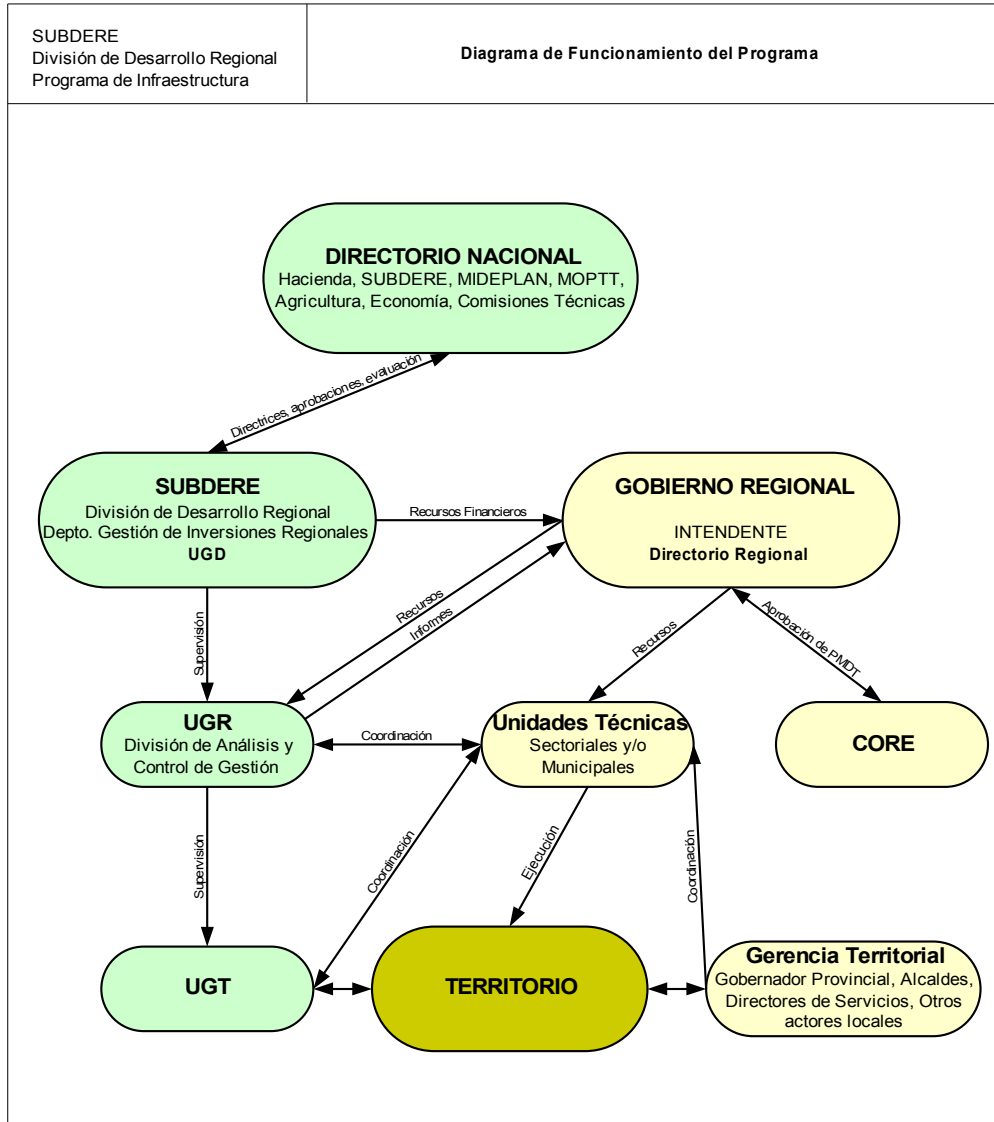 SUBDERE
División de Desarrollo Regional
Programa de Infraestructura
Diagrama de Funcionamiento del Programa
DIRECTORIO NACIONAL
Hacienda, SUBDERE, MIDEPLAN, MOPTT,
Agricultura, Economía, Comisiones Técnicas
Directrices, aprobaciones, evaluación
SUBDERE
División de Desarrollo Regional
Depto. Gestión de Inversiones Regionales
UGD
Recursos Financieros
GOBIERNO REGIONAL
INTENDENTE
Directorio Regional
Supervisión
Recursos
Informes
Recursos
Aprobación de PMDT
UGR
División de Análisis y
Control de Gestión
Coordinación
Unidades Técnicas
Sectoriales y/o
Municipales
CORE
Supervisión
Coordinación
Ejecución
Coordinación
UGT
TERRITORIO
Gerencia Territorial
Gobernador Provincial, Alcaldes,
Directores de Servicios, Otros
actores locales